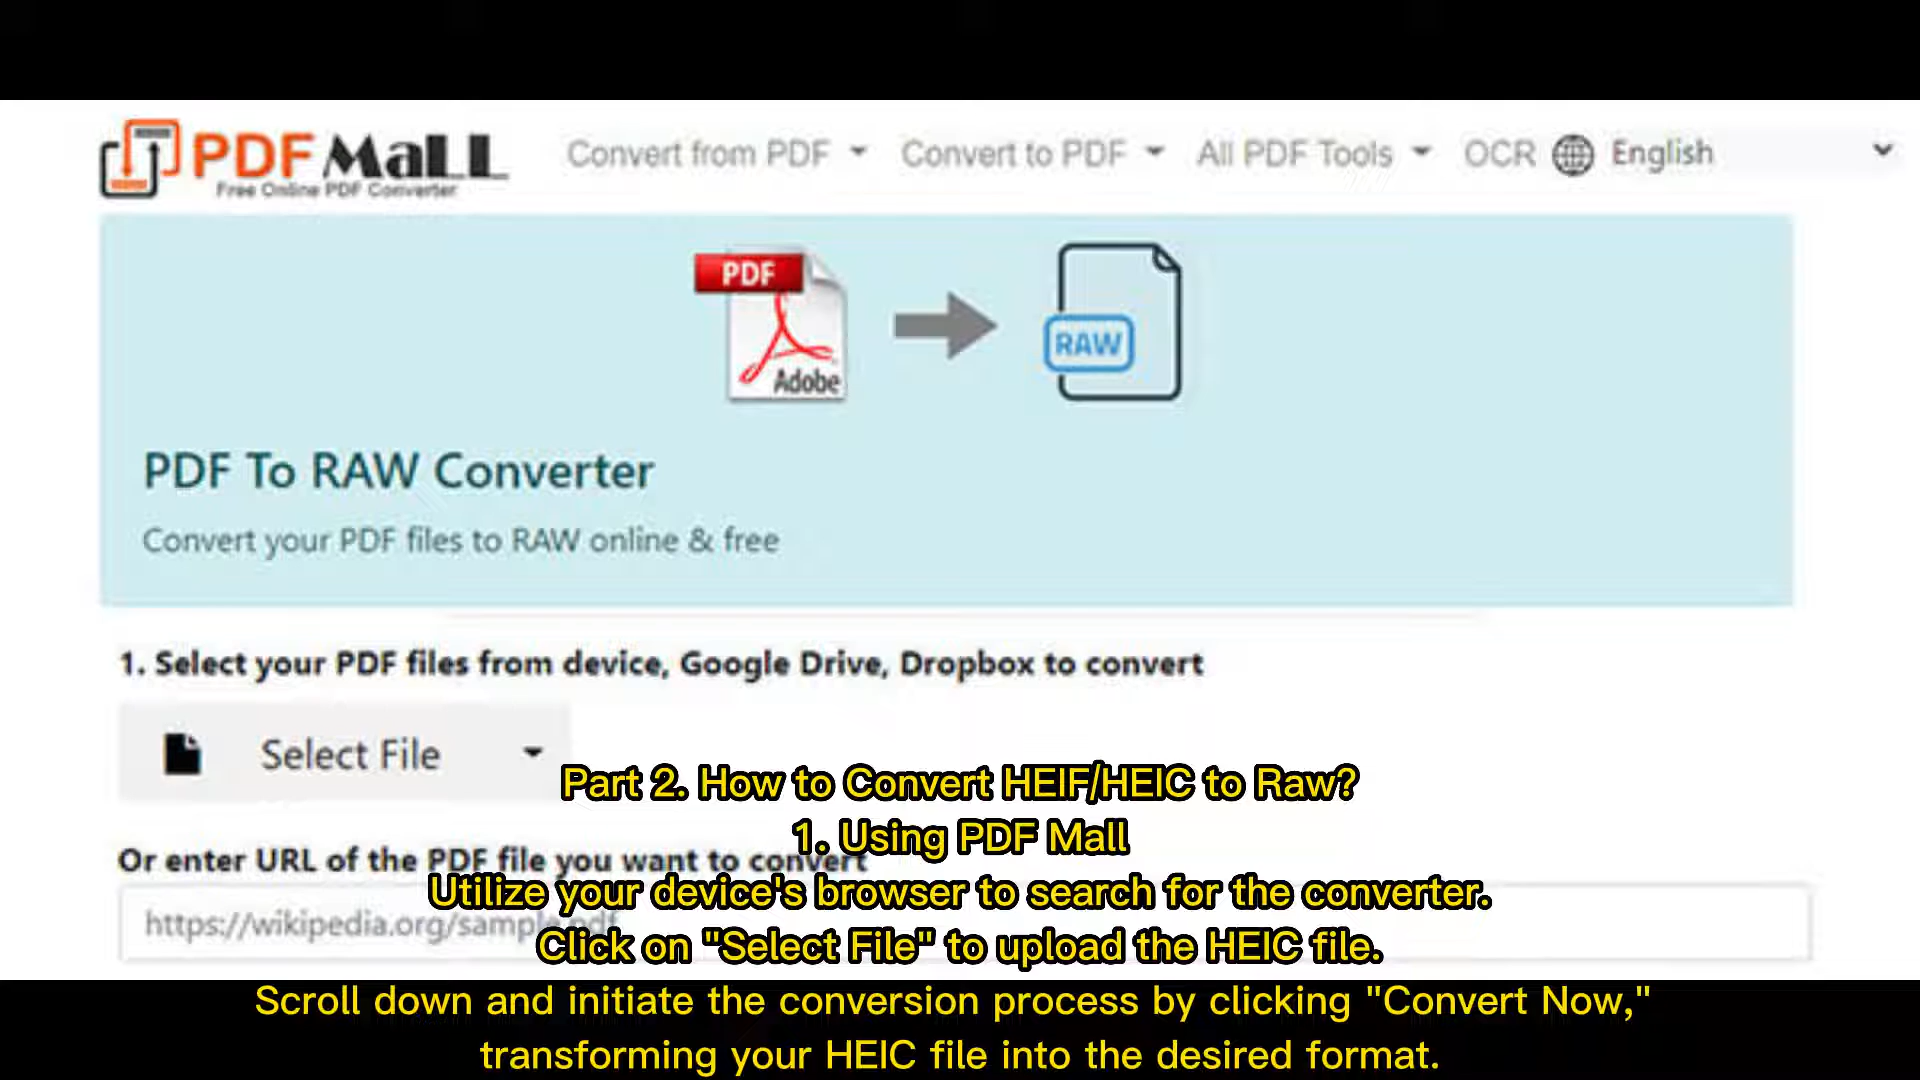 PDF MaLL
Free Online PDF Converter
Convert from PDF
Convert to PDF
All PDF Tools
OCR
English
PDF
Adobe
RAW
PDF To RAW Converter
Convert your PDF files to RAW online & free
1. Select your PDF files from device, Google Drive, Dropbox to convert
Select File
Or enter URL of the PDF file you want to convert
https://wikipedia.org/sample.pdf
Part 2. How to Convert HEIF/HEIC to Raw?
1. Using PDF Mall
Utilize your device's browser to search for the converter.
Click on "Select File" to upload the HEIC file.
Scroll down and initiate the conversion process by clicking "Convert Now,"
transforming your HEIC file into the desired format.